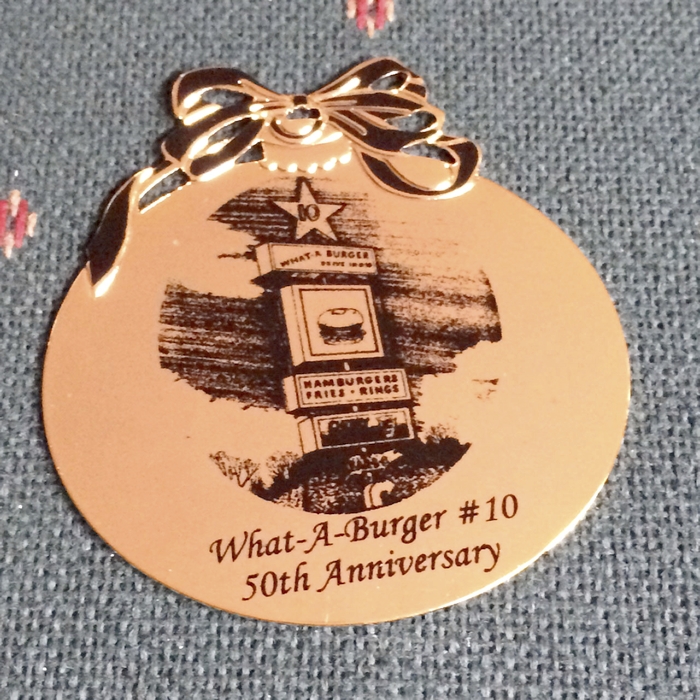 10
WHAT-A BURGER
HAMBURGERS
FRIES - RINGS
What-A-Burger #10
50th Anniversary